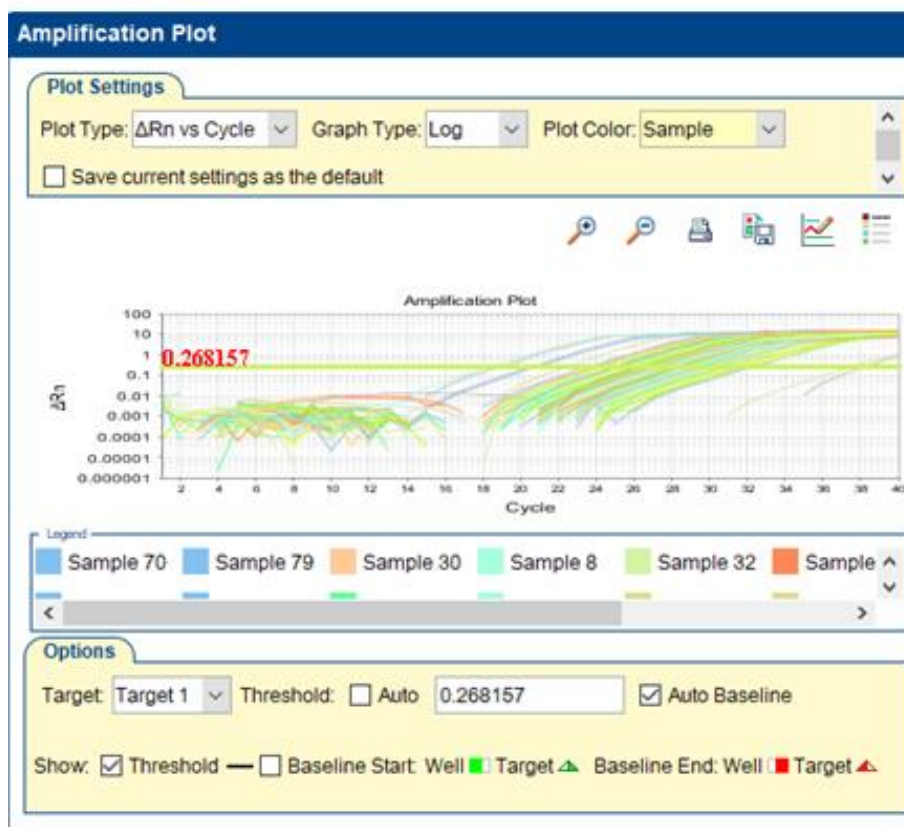 Amplification Plot
Plot Settings
Plot Type: ΔRn vs Cycle Graph Type: Log Plot Color: Sample
Save current settings as the default
Amplification Plot
100
10
1
0.268157
0.1
0.01
0.001
0.0001
0.00001
0.000001
ΔRn
2 4 6 8 10 12 14 16 18 20 22 24 26 28 30 32 34 36 38 40
Cycle
Legend
Sample 70 Sample 79 Sample 30 Sample 8 Sample 32 Sample
Options
Target: Target 1 Threshold: Auto 0.268157 Auto Baseline
Show: Threshold Baseline Start: Well Target Baseline End: Well Target